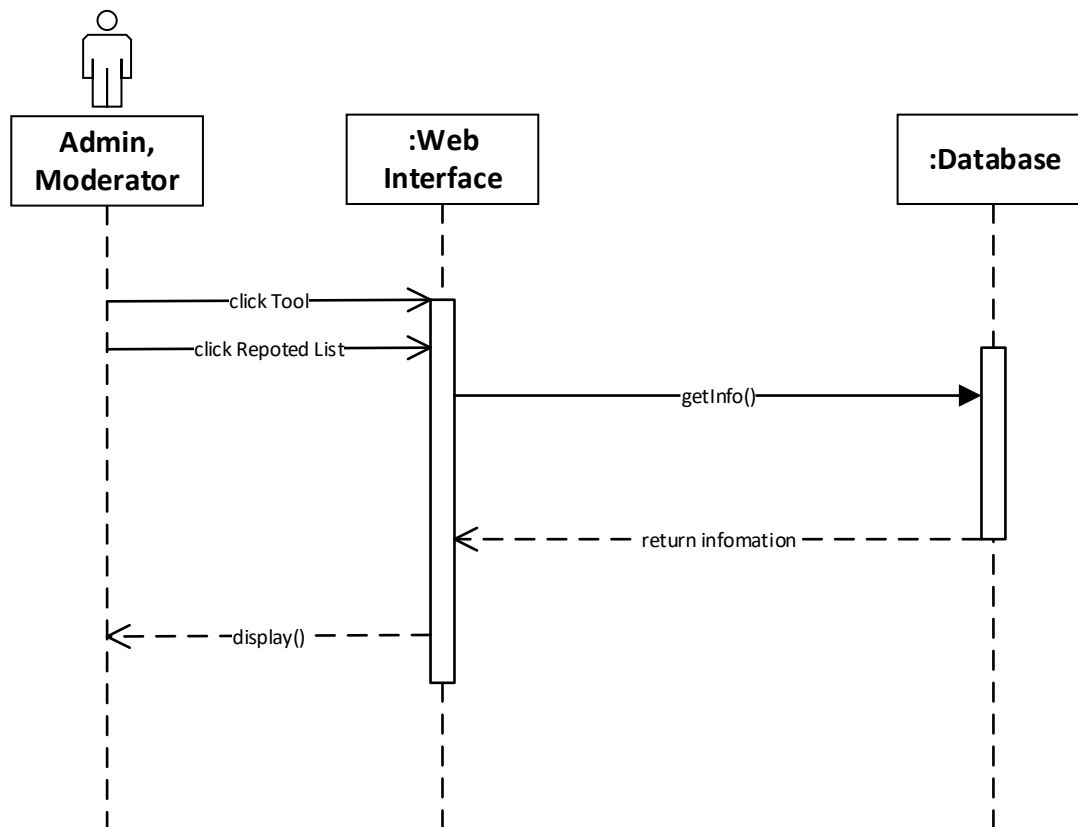 Admin,
Moderator
:Web
Interface
:Database
click Tool
click Repoted List
getInfo()
return infomation
display()